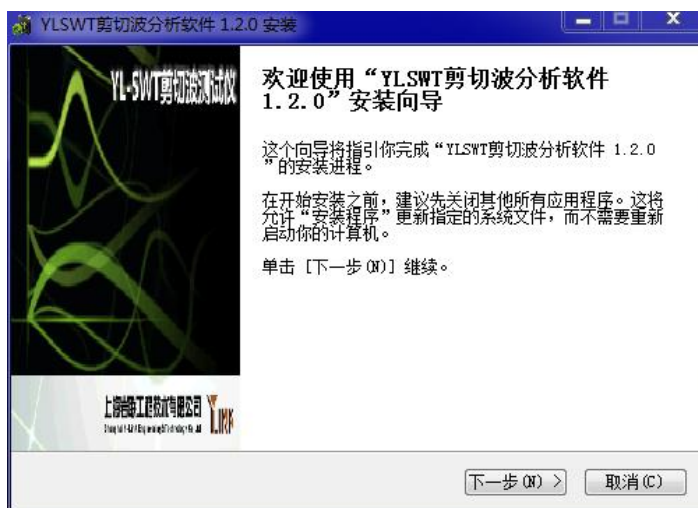 YLSWT剪切波分析软件 1.2.0 安装
YL-SWT剪切波测试仪
欢迎使用“YLSWT剪切波分析软件
1.2.0”安装向导
这个向导将指引你完成“YLSWT剪切波分析软件 1.2.0
”的安装进程。
在开始安装之前，建议先关闭其他所有应用程序。这将
允许“安装程序”更新指定的系统文件，而不需要重新
启动你的计算机。
单击 [下一步(N)] 继续。
上海岩联工程技术有限公司
YLINK
下一步(N) >
取消(C)